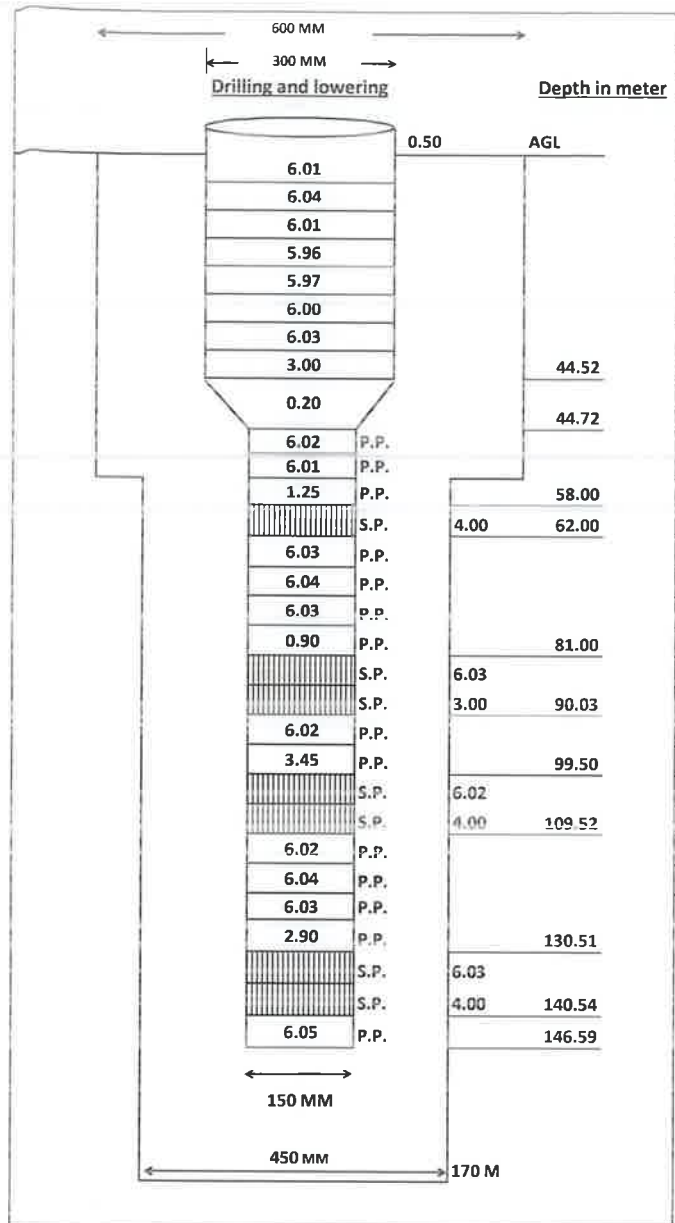 600 MM
300 MM
Drilling and lowering Depth in meter
0.50 AGL
6.01
6.04
6.01
5.96
5.97
6.00
6.03
3.00 44.52
0.20
44.72
6.02 P.P.
6.01 P.P.
1.25 P.P. 58.00
S.P. 4.00 62.00
6.03 P.P.
6.04 P.P.
6.03 P.P.
0.90 P.P. 81.00
S.P. 6.03
S.P. 3.00 90.03
6.02 P.P.
3.45 P.P. 99.50
S.P. 6.02
S.P. 4.00 109.52
6.02 P.P.
6.04 P.P.
6.03 P.P.
2.90 P.P. 130.51
S.P. 6.03
S.P. 4.00 140.54
6.05 P.P. 146.59
150 MM
450 MM 170 M